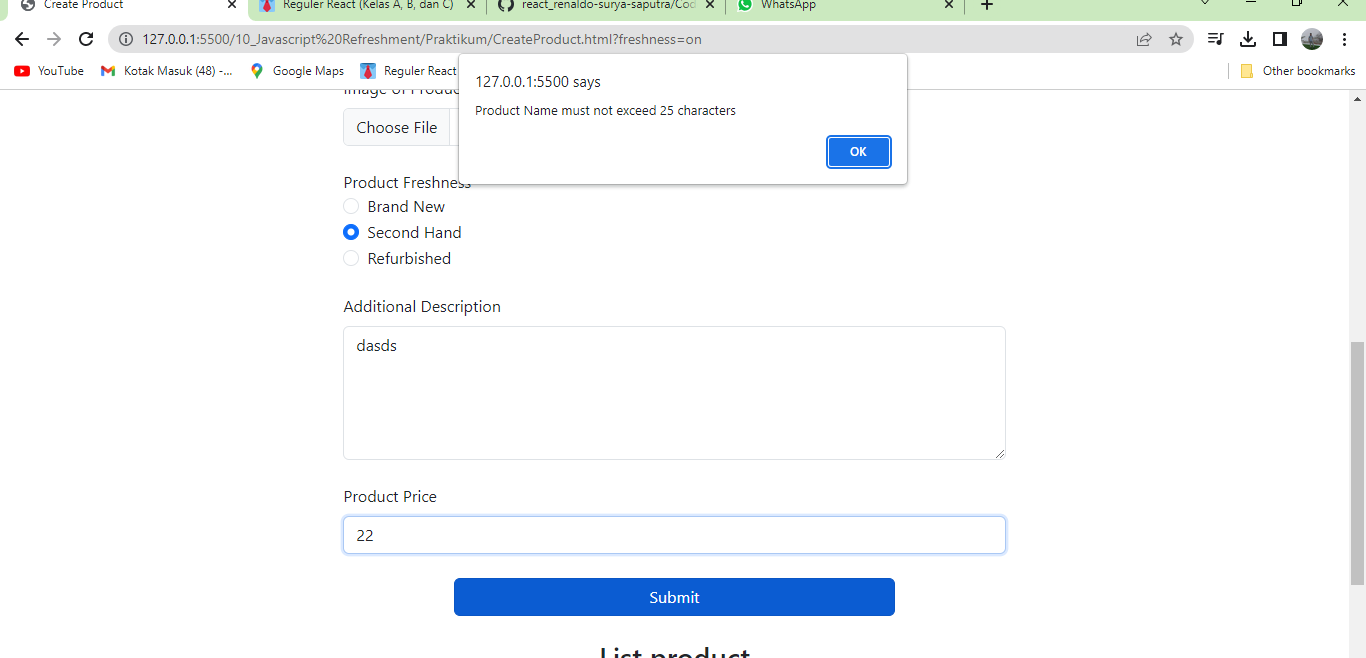 Create Product
Reguler React (Kelas A, B, dan C)
react_renaldo-surya-saputra/Cod
WhatsApp
127.0.0.1:5500/10_Javascript%20Refreshment/Praktikum/CreateProduct.html?freshness=on
YouTube
Kotak Masuk (48) -...
Google Maps
Reguler React
Other bookmarks
127.0.0.1:5500 says
Product Name must not exceed 25 characters
OK
Image of Produc
Choose File
Product Freshness
Brand New
Second Hand
Refurbished
Additional Description
dasds
Product Price
22
Submit
List product